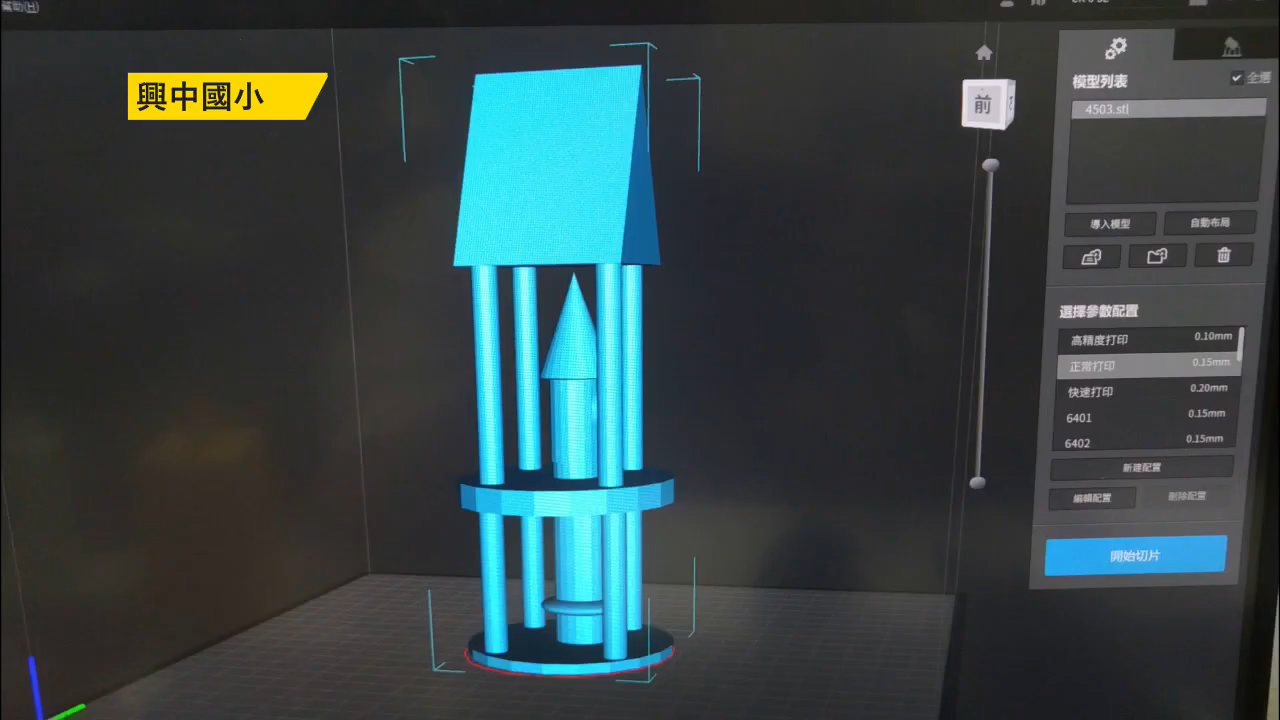 幫助(H)
興中國小
前
模型列表
全選
4503.stl
導入模型
自動布局
選擇參數配置
高精度打印 0.10mm
正常打印 0.15mm
快速打印 0.20mm
6401 0.15mm
6402 0.15mm
新建配置
編輯配置
刪除配置
開始切片